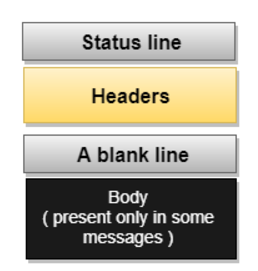 Status line
Headers
A blank line
Body
( present only in some
messages )